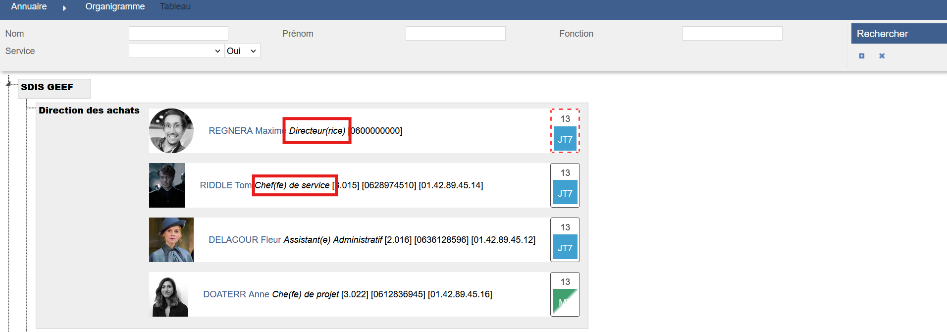 Annuaire Organigramme Tableau
Nom Prénom Fonction Rechercher
Service Oui
SDIS GEEF
Direction des achats
REGNERA Maxime Directeur(rice) [0600000000] 13
JT7
RIDDLE Tom Chef(fe) de service [3.015] [0628974510] [01.42.89.45.14] 13
JT7
DELACOUR Fleur Assistant(e) Administratif [2.016] [0636128596] [01.42.89.45.12] 13
JT7
DOATERR Anne Che(fe) de projet [3.022] [0612836945] [01.42.89.45.16] 13